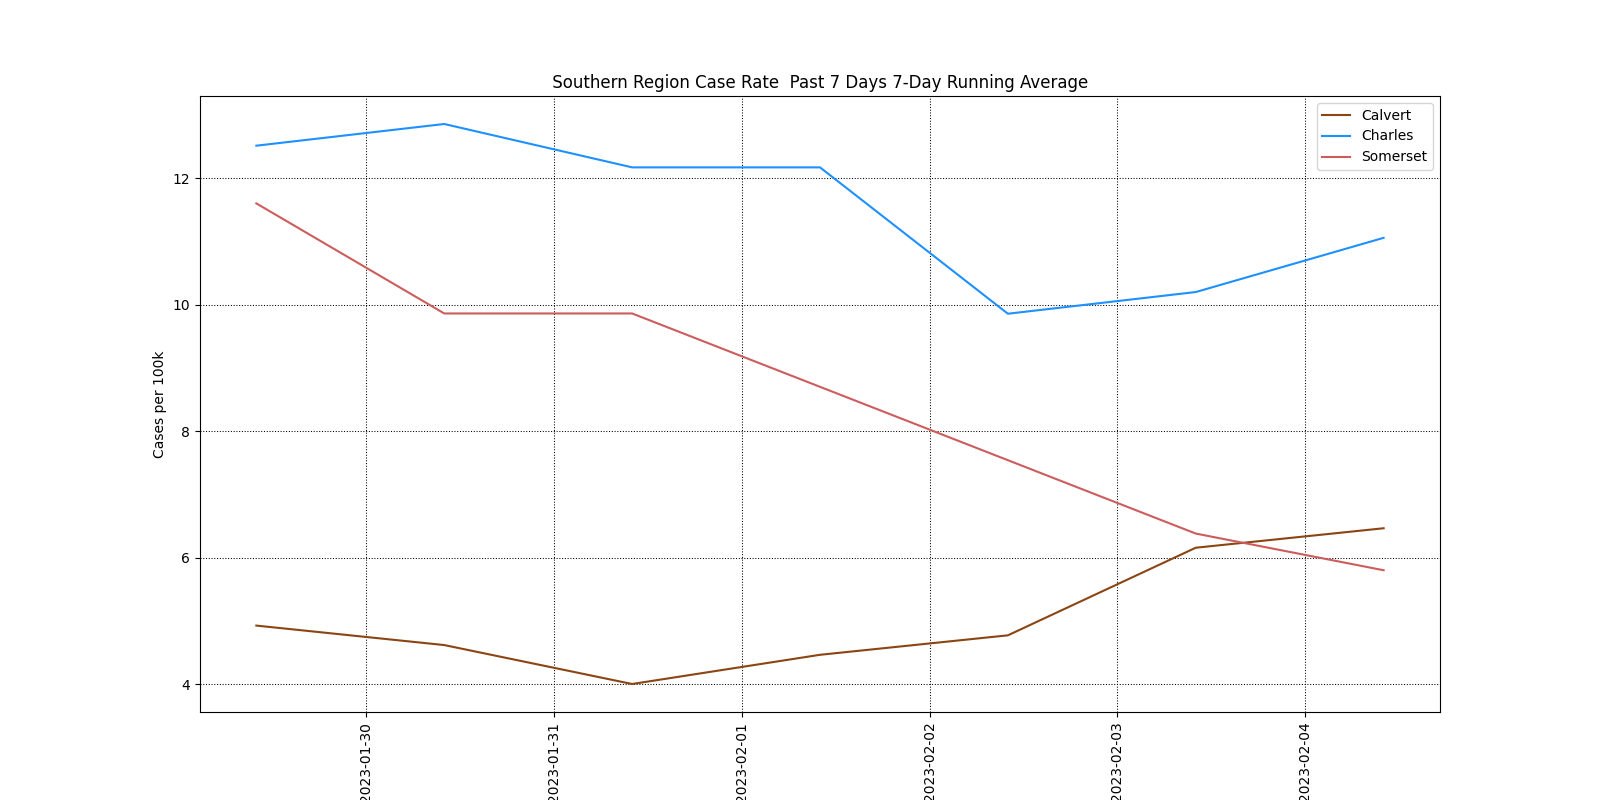 Southern Region Case Rate  Past 7 Days 7-Day Running Average
Calvert
Charles
Somerset
Cases per 100k
12
10
8
6
4
2023-01-30
2023-01-31
2023-02-01
2023-02-02
2023-02-03
2023-02-04